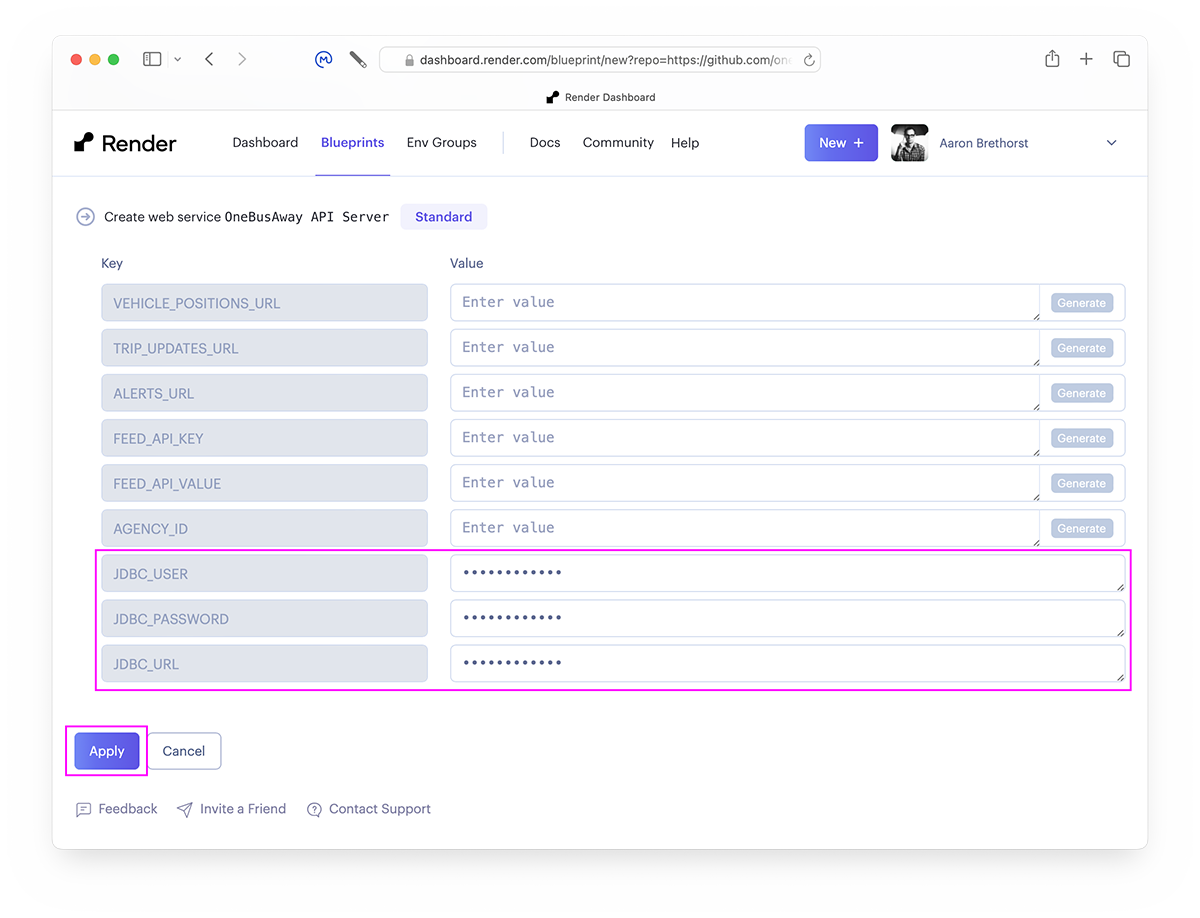 dashboard.render.com/blueprint/new?repo=https://github.com/on
Render Dashboard
Render Dashboard Blueprints Env Groups Docs Community Help New + Aaron Brethorst
Create web service OneBusAway API Server Standard
Key Value
VEHICLE_POSITIONS_URL Enter value Generate
TRIP_UPDATES_URL Enter value Generate
ALERTS_URL Enter value Generate
FEED_API_KEY Enter value Generate
FEED_API_VALUE Enter value Generate
AGENCY_ID Enter value Generate
JDBC_USER ••••••••••••
JDBC_PASSWORD ••••••••••••
JDBC_URL ••••••••••••
Apply Cancel
Feedback Invite a Friend Contact Support